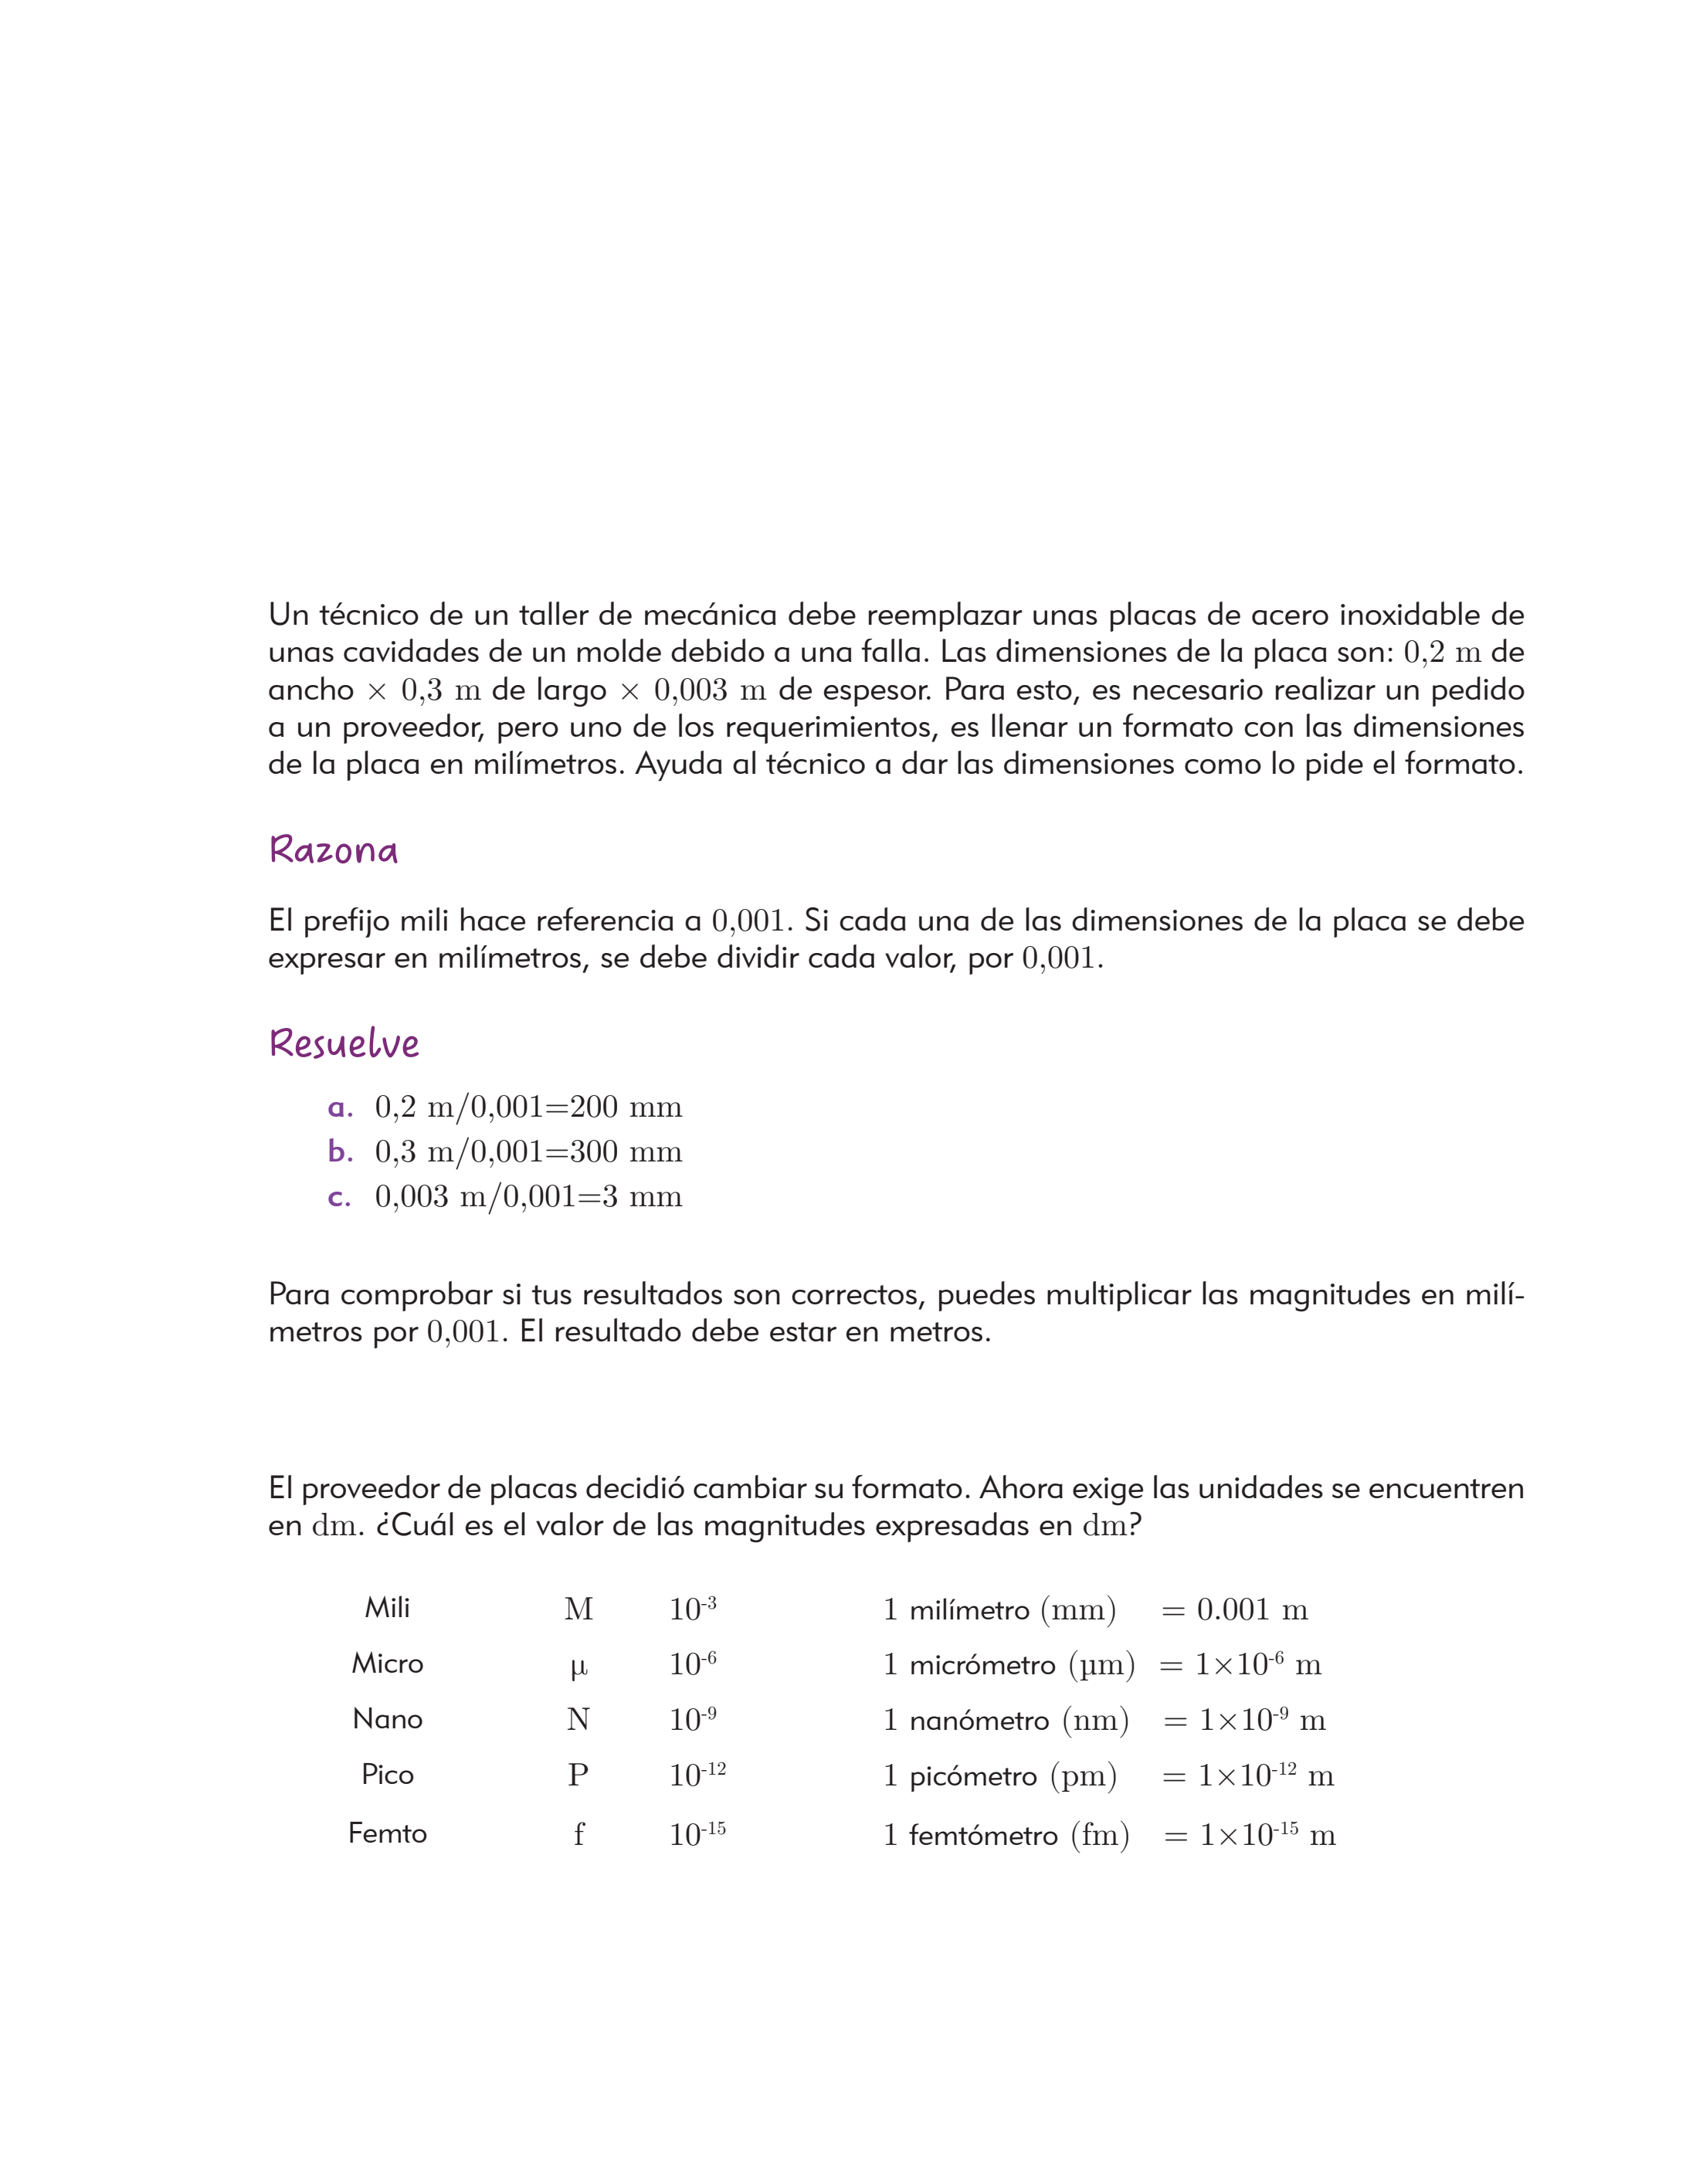 Un técnico de un taller de mecánica debe reemplazar unas placas de acero inoxidable de
unas cavidades de un molde debido a una falla. Las dimensiones de la placa son: 0,2 m de
ancho × 0,3 m de largo × 0,003 m de espesor. Para esto, es necesario realizar un pedido
a un proveedor, pero uno de los requerimientos, es llenar un formato con las dimensiones
de la placa en milímetros. Ayuda al técnico a dar las dimensiones como lo pide el formato.
Razona
El prefijo mili hace referencia a 0,001. Si cada una de las dimensiones de la placa se debe
expresar en milímetros, se debe dividir cada valor, por 0,001.
Resuelve
a. 0,2 m/0,001=200 mm
b. 0,3 m/0,001=300 mm
c. 0,003 m/0,001=3 mm
Para comprobar si tus resultados son correctos, puedes multiplicar las magnitudes en milí-
metros por 0,001. El resultado debe estar en metros.
El proveedor de placas decidió cambiar su formato. Ahora exige las unidades se encuentren
en dm. ¿Cuál es el valor de las magnitudes expresadas en dm?
Mili M 10⁻³ 1 milímetro (mm) = 0.001 m
Micro µ 10⁻⁶ 1 micrómetro (µm) = 1×10⁻⁶ m
Nano N 10⁻⁹ 1 nanómetro (nm) = 1×10⁻⁹ m
Pico P 10⁻¹² 1 picómetro (pm) = 1×10⁻¹² m
Femto f 10⁻¹⁵ 1 femtómetro (fm) = 1×10⁻¹⁵ m